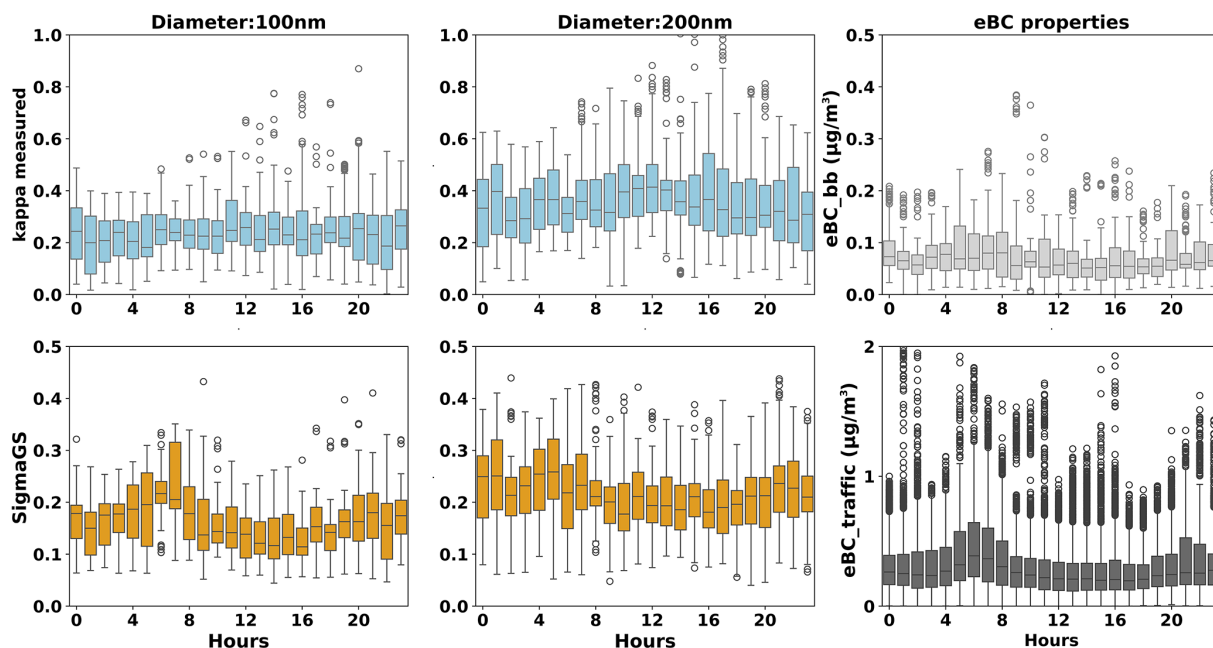 Diameter:100nm
Diameter:200nm
eBC properties
kappa measured
1.0
0.8
0.6
0.4
0.2
0.0
0 4 8 12 16 20
1.0
0.8
0.6
0.4
0.2
0.0
0 4 8 12 16 20
eBC_bb (μg/m³)
0.5
0.4
0.3
0.2
0.1
0.0
0 4 8 12 16 20
SigmaGS
0.5
0.4
0.3
0.2
0.1
0.0
0 4 8 12 16 20
Hours
0.5
0.4
0.3
0.2
0.1
0.0
0 4 8 12 16 20
Hours
eBC_traffic (μg/m³)
2
1
0
0 4 8 12 16 20
Hours